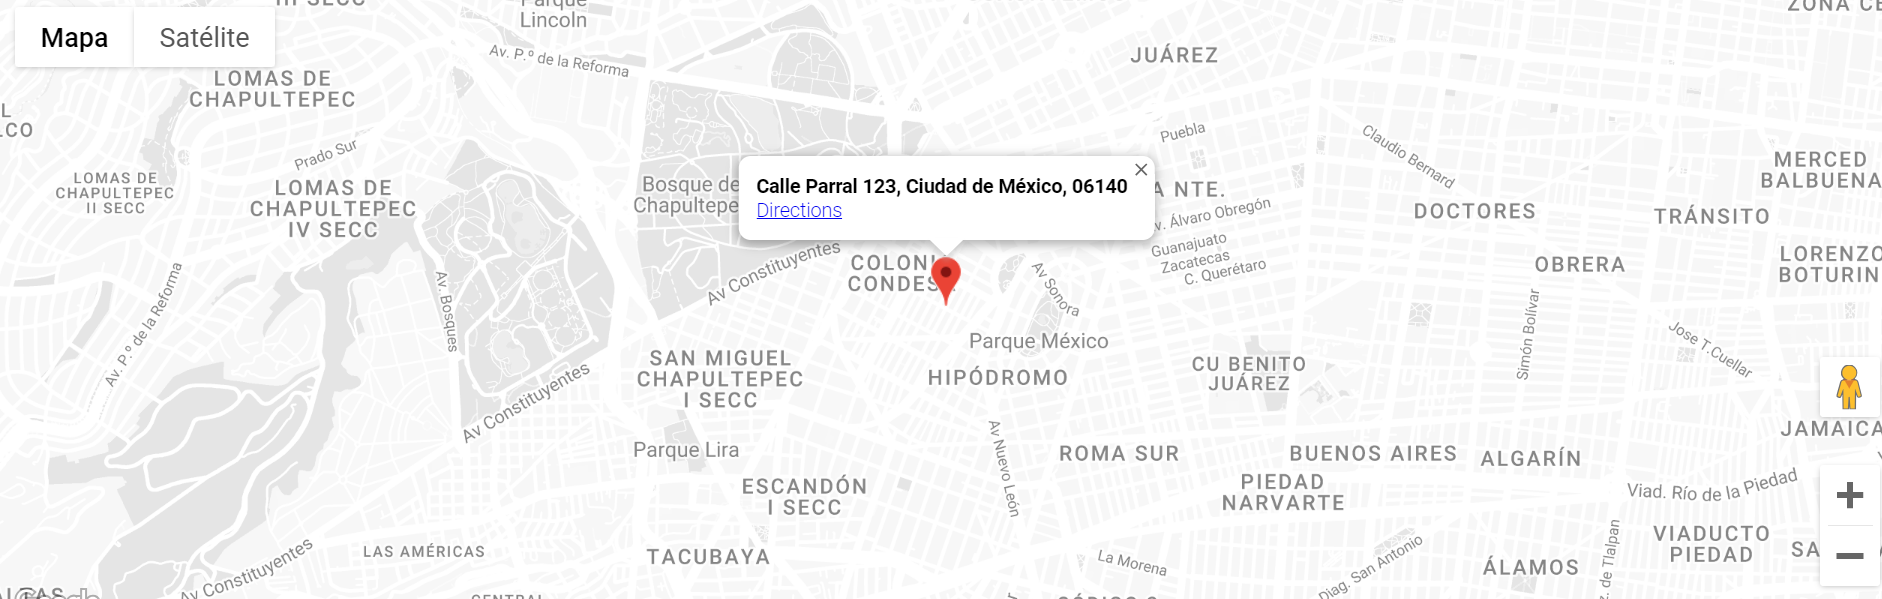 III SECC
Parque
Lincoln
ZONA CE
Mapa
Satélite
JUÁREZ
Av. P.º de la Reforma
LOMAS DE
CHAPULTEPEC
Puebla
Claudio Bernard
Prado Sur
LOMAS DE
CHAPULTEPEC
II SECC
LOMAS DE
CHAPULTEPEC
IV SECC
Bosque de
Chapultepe
Calle Parral 123, Ciudad de México, 06140
Directions
A NTE.
v. Álvaro Obregón
MERCED
BALBUENA
DOCTORES
TRÁNSITO
Guanajuato
Zacatecas
C. Querétaro
Av Constituyentes
COLONI
CONDES
Av Sonora
OBRERA
LORENZO
BOTURIN
Av. P.º de la Reforma
Av. Bosques
Simón Bolívar
Jose T.Cuellar
Parque México
SAN MIGUEL
CHAPULTEPEC
I SECC
HIPÓDROMO
CU BENITO
JUÁREZ
Av Constituyentes
Parque Lira
Av Nuevo León
ROMA SUR
BUENOS AIRES
ALGARÍN
JAMAICA
ESCANDÓN
I SECC
PIEDAD
NARVARTE
Viad. Río de la Piedad
LAS AMÉRICAS
TACUBAYA
La Morena
Diag. San Antonio
ÁLAMOS
z. de Tlalpan
VIADUCTO
PIEDAD
SA
Av Constituyentes
CENTRAL